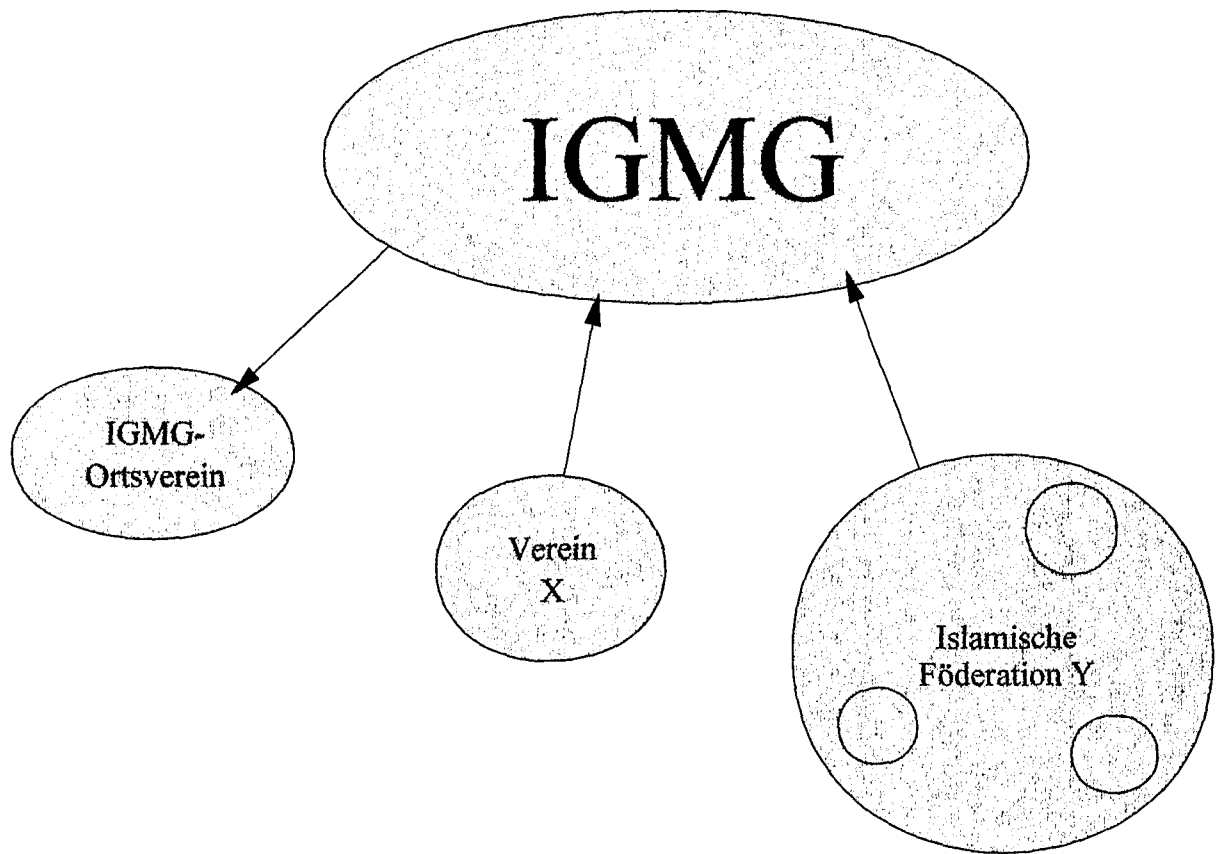 IGMG
IGMG-
Ortsverein
Verein
X
Islamische
Föderation Y